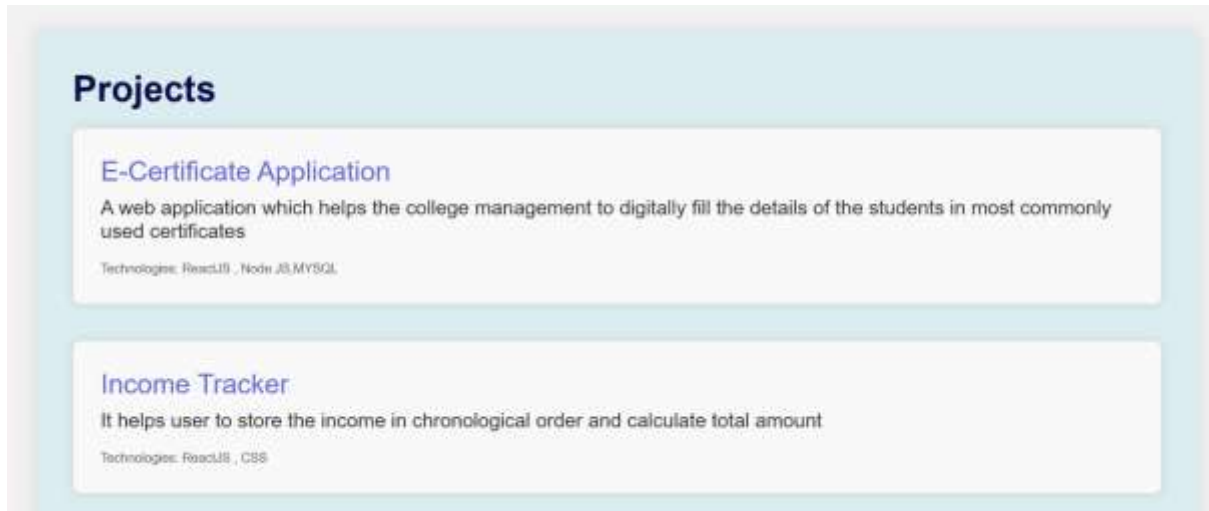 Projects
E-Certificate Application
A web application which helps the college management to digitally fill the details of the students in most commonly
used certificates
Technologies: ReactJS , Node JS,MYSQL
Income Tracker
It helps user to store the income in chronological order and calculate total amount
Technologies: ReactJS , CSS